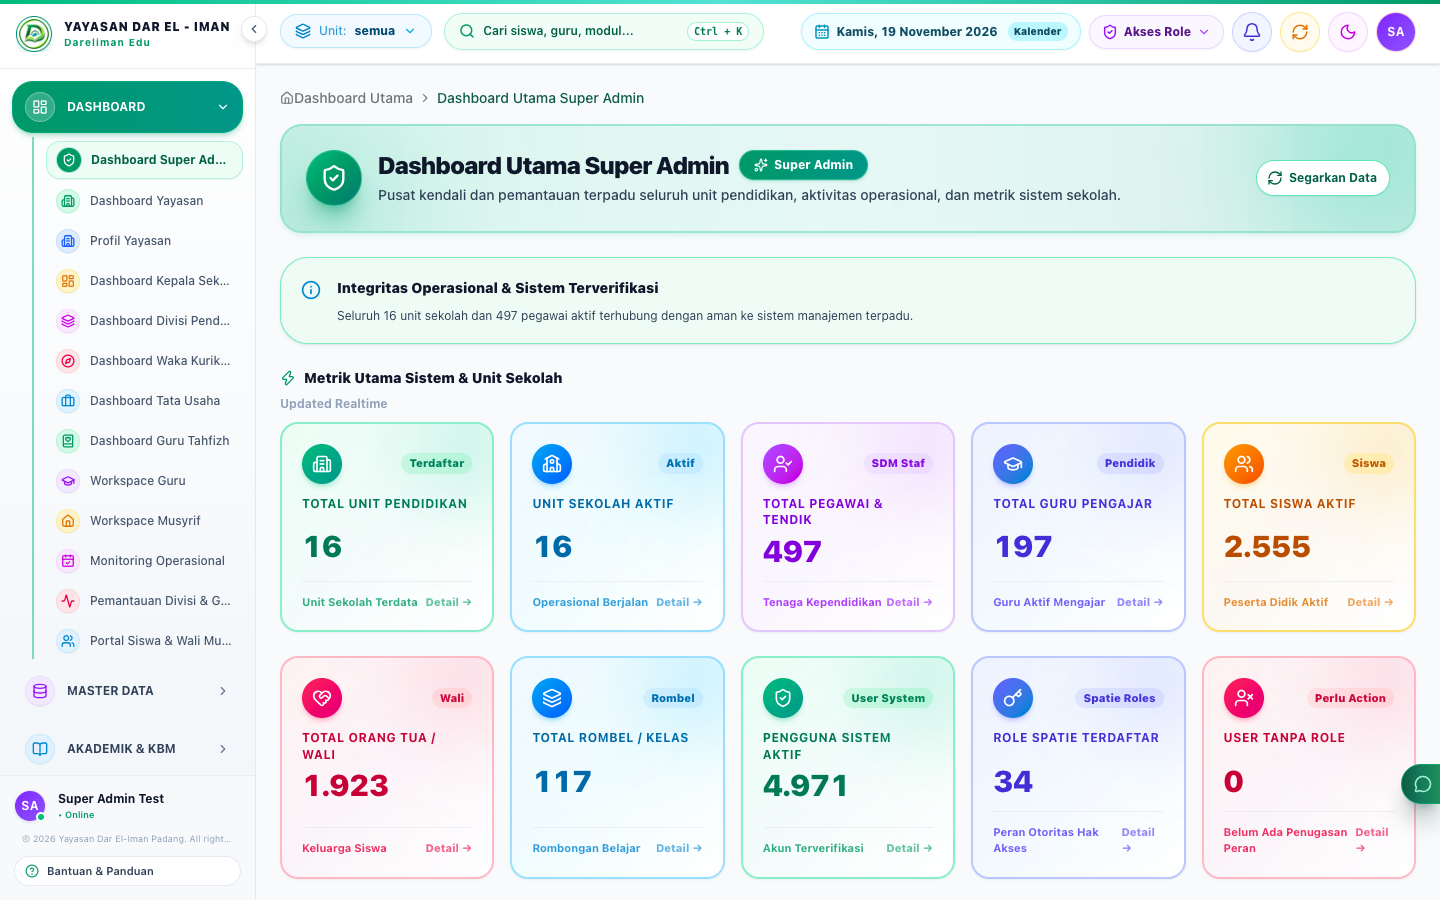 YAYASAN DAR EL - IMAN
Dareliman Edu
Unit: semua
Cari siswa, guru, modul...
Ctrl + K
Kamis, 19 November 2026
Kalender
Akses Role
SA
DASHBOARD
Dashboard Super Ad...
Dashboard Yayasan
Profil Yayasan
Dashboard Kepala Sek...
Dashboard Divisi Pend...
Dashboard Waka Kurik...
Dashboard Tata Usaha
Dashboard Guru Tahfizh
Workspace Guru
Workspace Musyrif
Monitoring Operasional
Pemantauan Divisi & G...
Portal Siswa & Wali Mu...
MASTER DATA
AKADEMIK & KBM
SA
Super Admin Test
• Online
© 2026 Yayasan Dar El-Iman Padang. All right...
Bantuan & Panduan
Dashboard Utama > Dashboard Utama Super Admin
Dashboard Utama Super Admin
Super Admin
Pusat kendali dan pemantauan terpadu seluruh unit pendidikan, aktivitas operasional, dan metrik sistem sekolah.
Segarkan Data
Integritas Operasional & Sistem Terverifikasi
Seluruh 16 unit sekolah dan 497 pegawai aktif terhubung dengan aman ke sistem manajemen terpadu.
Metrik Utama Sistem & Unit Sekolah
Updated Realtime
Terdaftar
TOTAL UNIT PENDIDIKAN
16
Unit Sekolah Terdata Detail →
Aktif
UNIT SEKOLAH AKTIF
16
Operasional Berjalan Detail →
SDM Staf
TOTAL PEGAWAI &
TENDIK
497
Tenaga Kependidikan Detail →
Pendidik
TOTAL GURU PENGAJAR
197
Guru Aktif Mengajar Detail →
Siswa
TOTAL SISWA AKTIF
2.555
Peserta Didik Aktif Detail →
Wali
TOTAL ORANG TUA /
WALI
1.923
Keluarga Siswa Detail →
Rombel
TOTAL ROMBEL / KELAS
117
Rombongan Belajar Detail →
User System
PENGGUNA SISTEM
AKTIF
4.971
Akun Terverifikasi Detail →
Spatie Roles
ROLE SPATIE TERDAFTAR
34
Peran Otoritas Hak Detail
Akses →
Perlu Action
USER TANPA ROLE
0
Belum Ada Penugasan Detail
Peran →